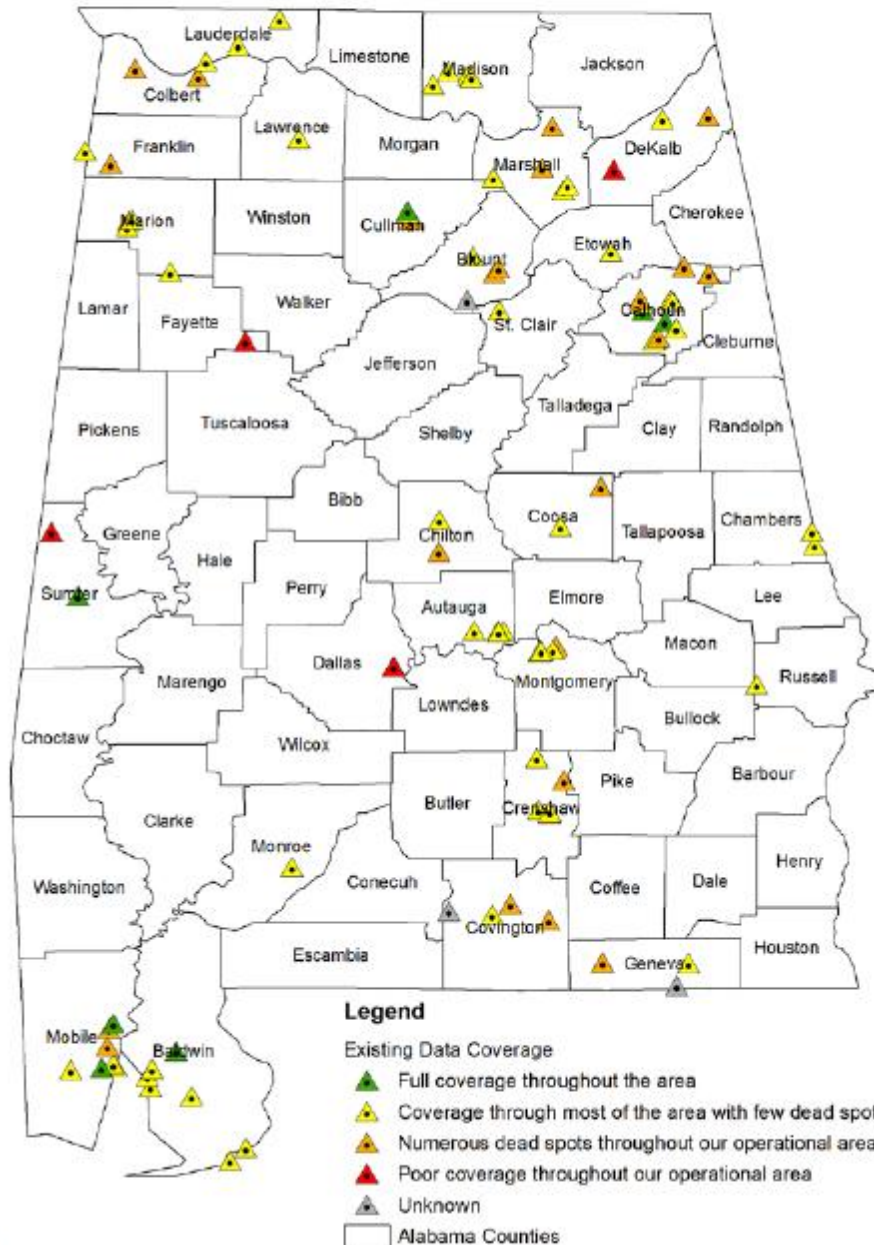 Lauderdale
Limestone
Madison
Jackson
Colbert
Lawrence
Franklin
Morgan
Marshall
DeKalb
Cherokee
Marion
Winston
Cullman
Blount
Etowah
Lamar
Fayette
Walker
St. Clair
Calhoun
Cleburne
Jefferson
Talladega
Pickens
Tuscaloosa
Shelby
Clay
Randolph
Bibb
Greene
Hale
Chilton
Coosa
Tallapoosa
Chambers
Sumter
Perry
Autauga
Elmore
Lee
Macon
Dallas
Marengo
Lowndes
Montgomery
Russell
Choctaw
Bullock
Wilcox
Barbour
Butler
Crenshaw
Pike
Clarke
Monroe
Washington
Conecuh
Coffee
Dale
Henry
Covington
Escambia
Geneva
Houston
Mobile
Baldwin
Legend
Existing Data Coverage
Full coverage throughout the area
Coverage through most of the area with few dead spot
Numerous dead spots throughout our operational area
Poor coverage throughout our operational area
Unknown
Alabama Counties